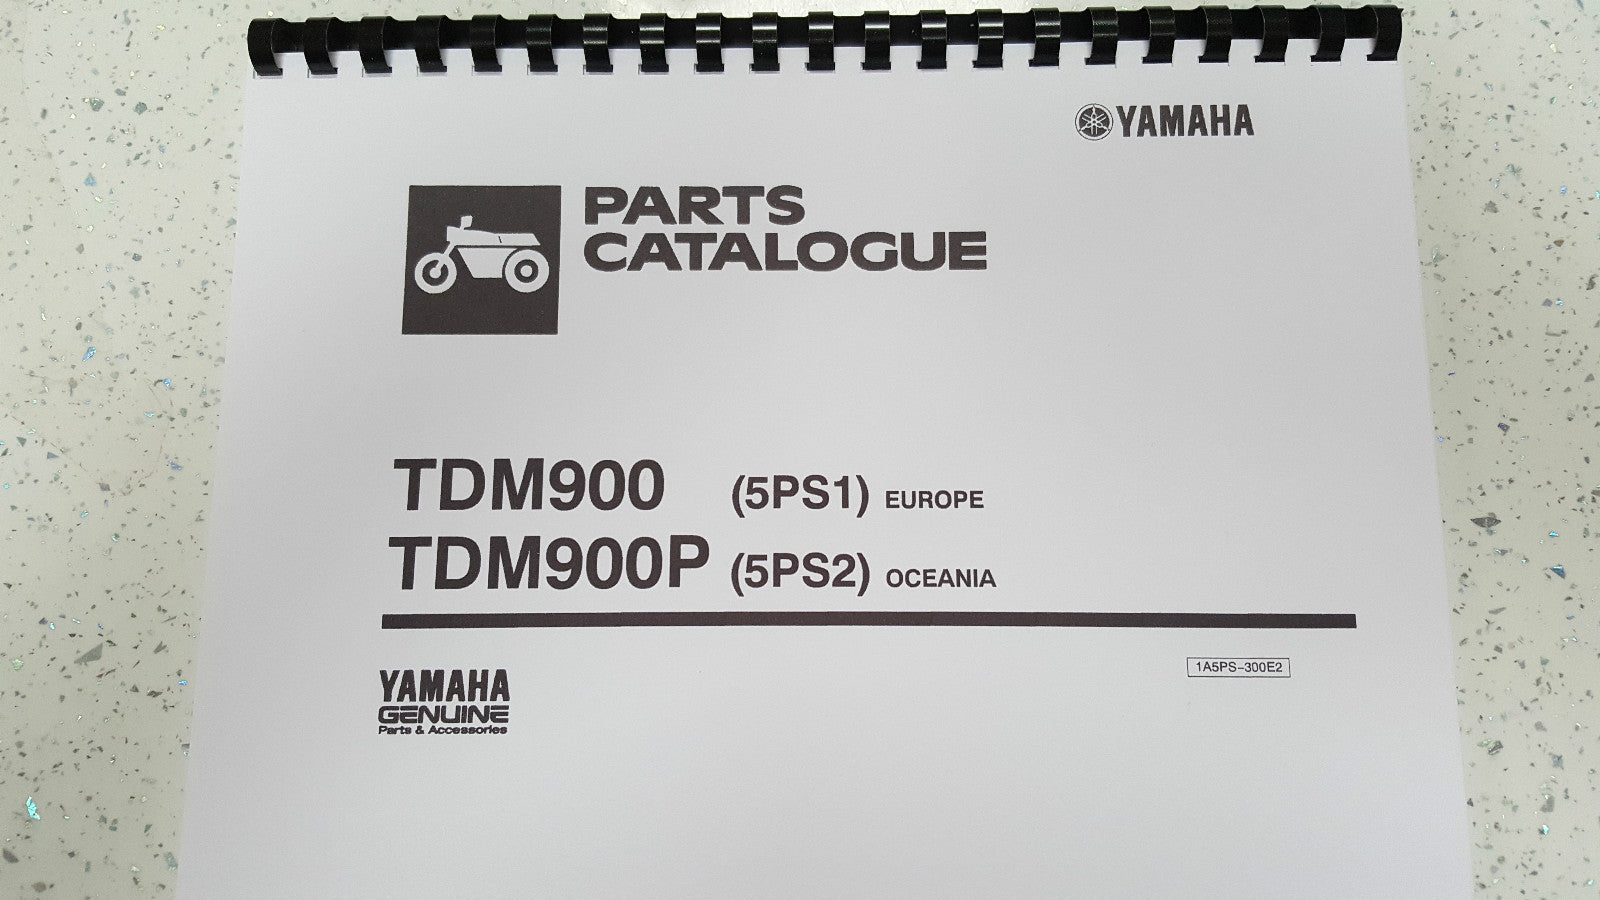 YAMAHA
PARTS
CATALOGUE
TDM900 (5PS1) EUROPE
TDM900P (5PS2) OCEANIA
1A5PS-300E2
YAMAHA
GENUINE
Parts & Accessories